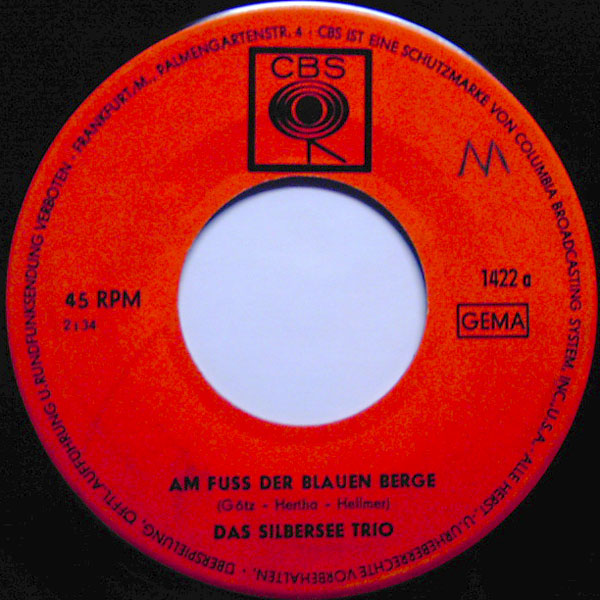 CBS
45 RPM
2:34
1422 a
GEMA
AM FUSS DER BLAUEN BERGE
(Götz - Hertha - Hellmer)
DAS SILBERSEE TRIO
FRANKFURT/M., PALMENGARTENSTR. 4 · CBS IST EINE SCHUTZMARKE VON COLUMBIA BROADCASTING SYSTEM, INC., U.S.A. ALLE HERST.-U.URHEBERRECHTE VORBEHALTEN. · ÜBERSPIELUNG, ÖFFTL. AUFFÜHRUNG U. RUNDFUNKSENDUNG VERBOTEN ·
M